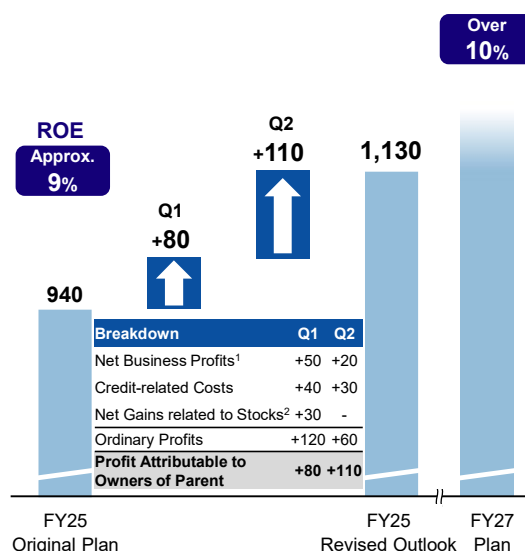 Over
10%
ROE
Approx.
9%
Q2
+110
1,130
Q1
+80
940
Breakdown Q1 Q2
Net Business Profits¹ +50 +20
Credit-related Costs +40 +30
Net Gains related to Stocks² +30 -
Ordinary Profits +120 +60
Profit Attributable to
Owners of Parent +80 +110
FY25
Original Plan
FY25
Revised Outlook
FY27
Plan